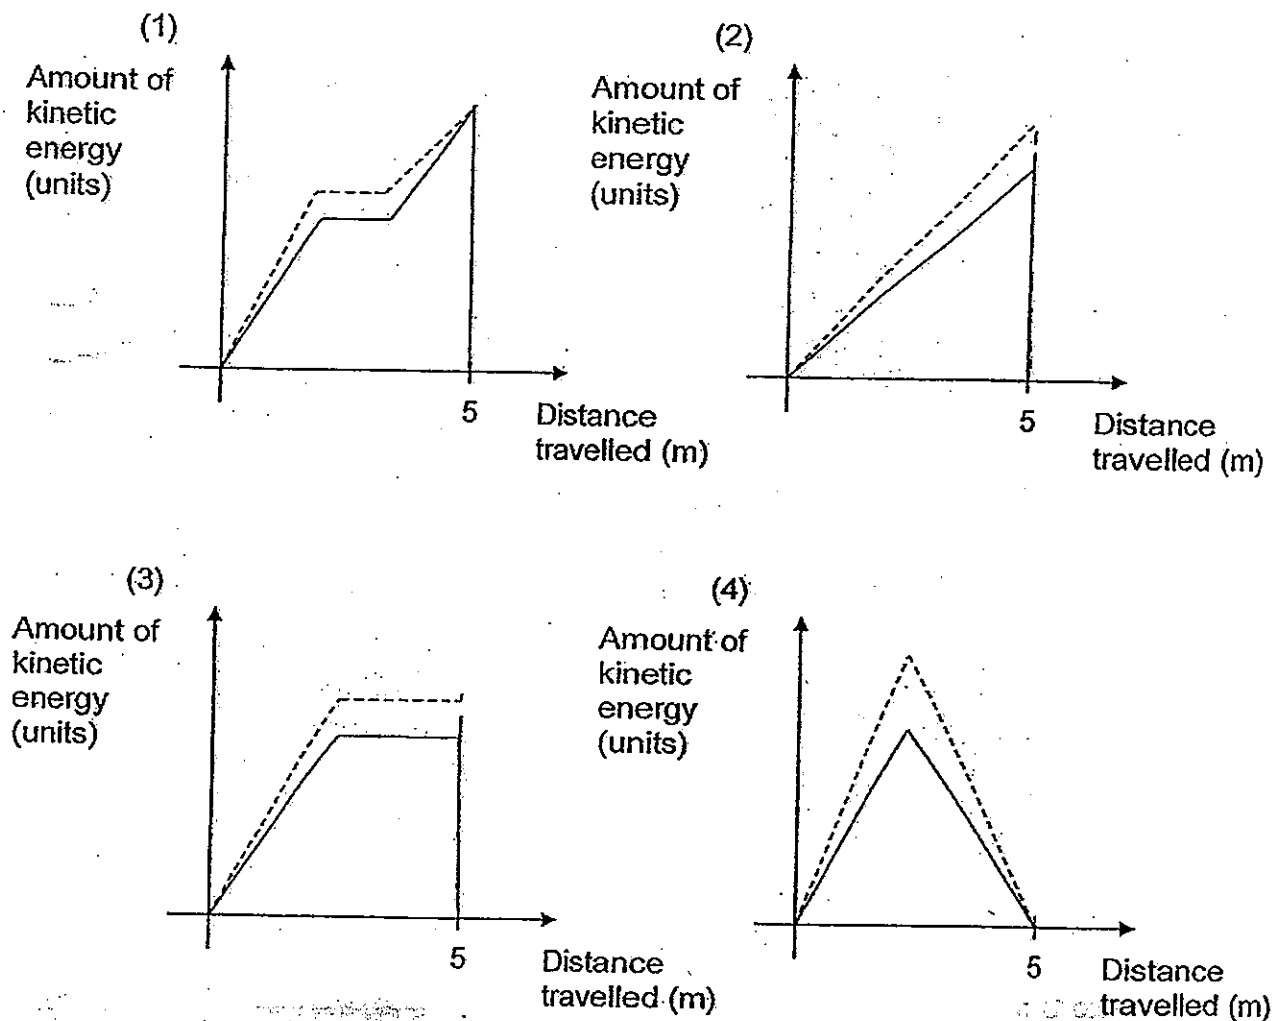 (1)
Amount of
kinetic
energy
(units)
5
Distance
travelled (m)
(2)
Amount of
kinetic
energy
(units)
5
Distance
travelled (m)
(3)
Amount of
kinetic
energy
(units)
5
Distance
travelled (m)
(4)
Amount of
kinetic
energy
(units)
5
Distance
travelled (m)